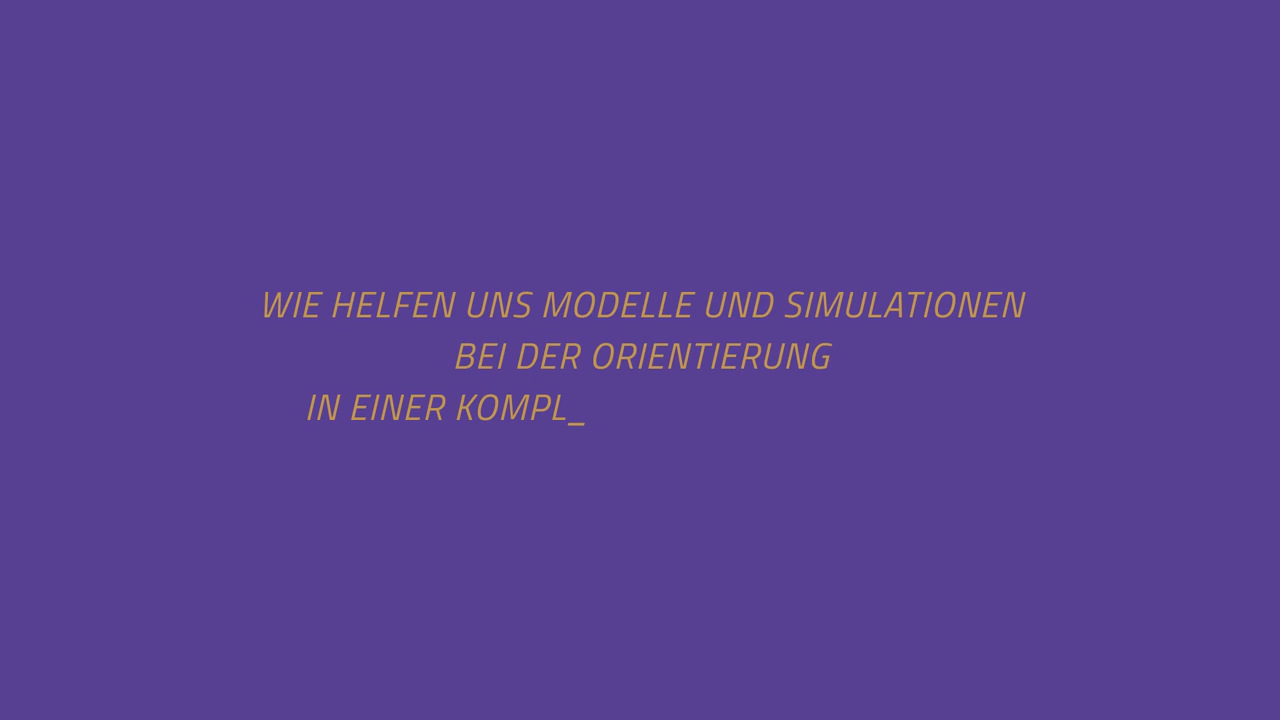 WIE HELFEN UNS MODELLE UND SIMULATIONEN
BEI DER ORIENTIERUNG
IN EINER KOMPL_